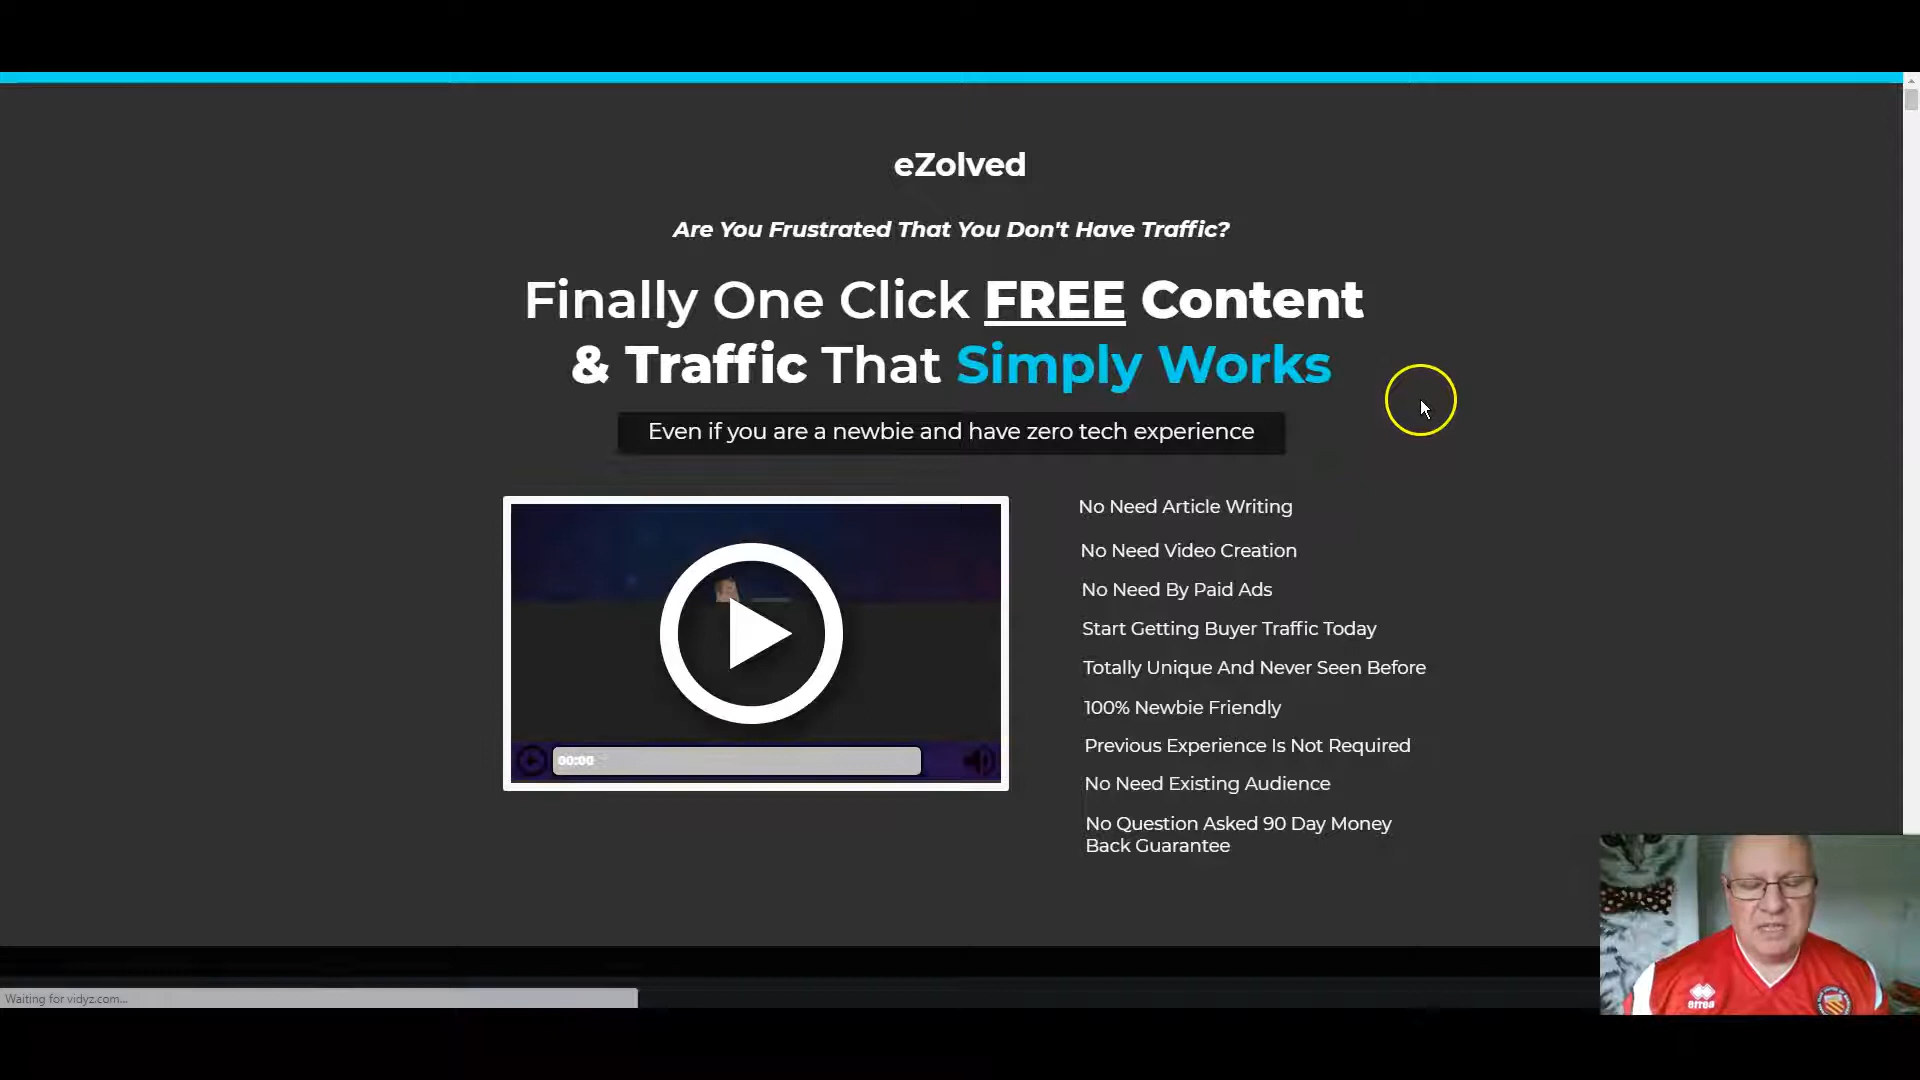 eZolved
Are You Frustrated That You Don't Have Traffic?
Finally One Click FREE Content
& Traffic That Simply Works
Even if you are a newbie and have zero tech experience
No Need Article Writing
No Need Video Creation
No Need By Paid Ads
Start Getting Buyer Traffic Today
Totally Unique And Never Seen Before
100% Newbie Friendly
Previous Experience Is Not Required
No Need Existing Audience
No Question Asked 90 Day Money
Back Guarantee
00:00
Waiting for vidyz.com...
errea